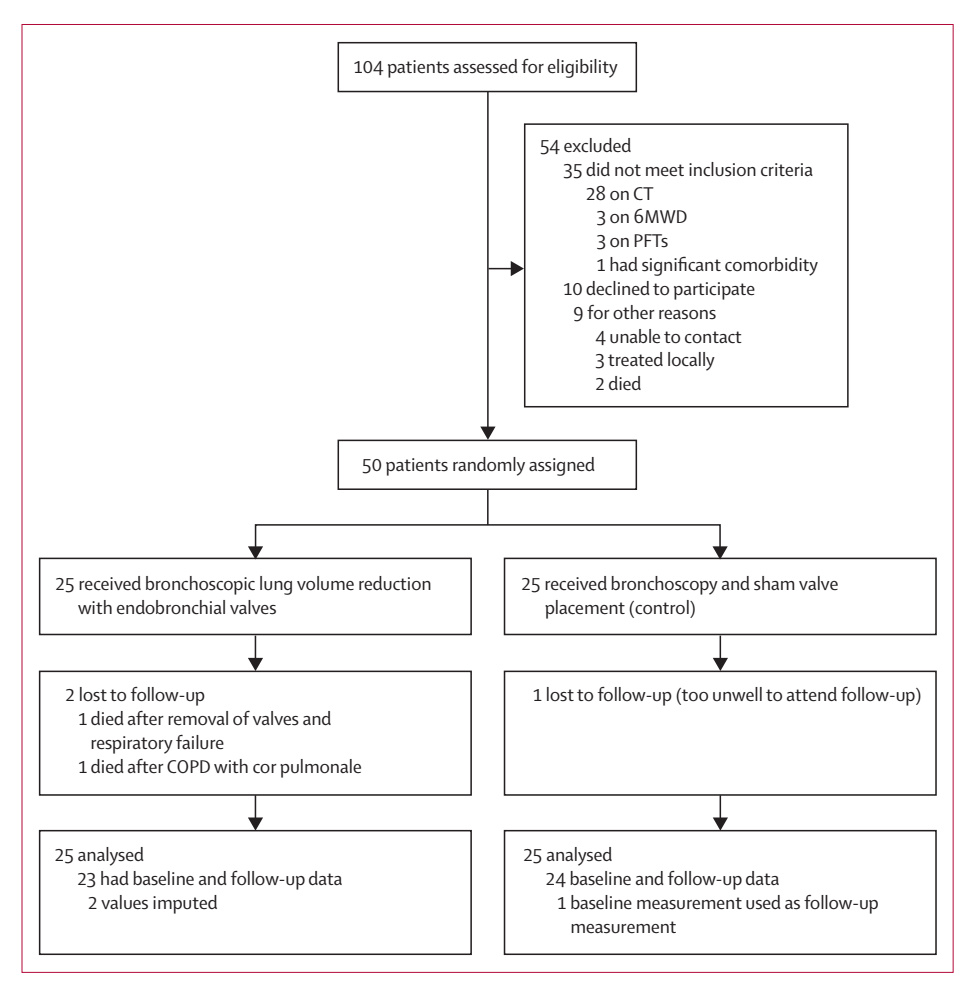 104 patients assessed for eligibility
54 excluded
35 did not meet inclusion criteria
28 on CT
3 on 6MWD
3 on PFTs
1 had significant comorbidity
10 declined to participate
9 for other reasons
4 unable to contact
3 treated locally
2 died
50 patients randomly assigned
25 received bronchoscopic lung volume reduction
with endobronchial valves
25 received bronchoscopy and sham valve
placement (control)
2 lost to follow-up
1 died after removal of valves and
respiratory failure
1 died after COPD with cor pulmonale
1 lost to follow-up (too unwell to attend follow-up)
25 analysed
23 had baseline and follow-up data
2 values imputed
25 analysed
24 baseline and follow-up data
1 baseline measurement used as follow-up
measurement